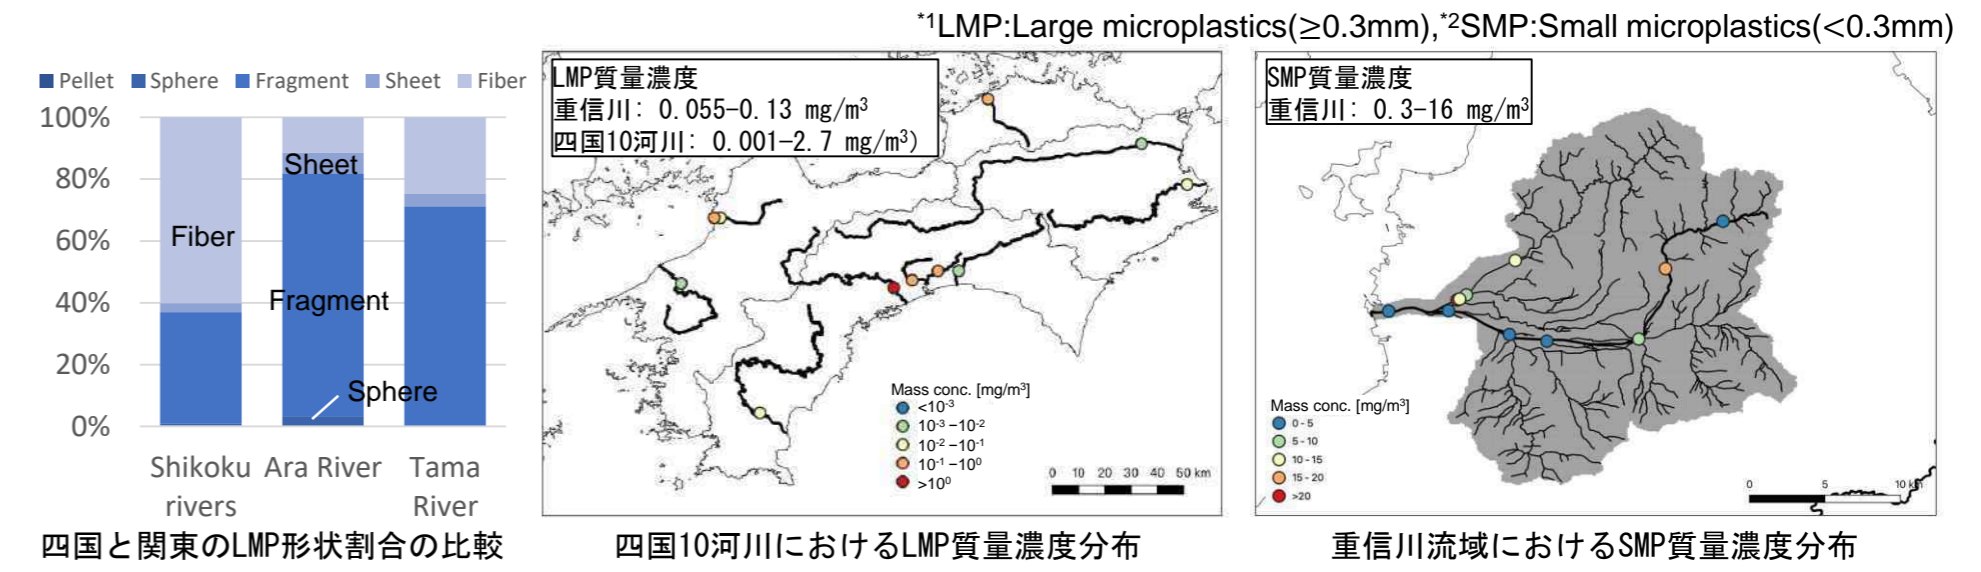 *1LMP:Large microplastics(≥0.3mm),*2SMP:Small microplastics(<0.3mm)
Pellet Sphere Fragment Sheet Fiber
100%
80%
60%
40%
20%
0%
Sheet
Fiber
Fragment
Sphere
Shikoku rivers
Ara River
Tama River
四国と関東のLMP形状割合の比較
LMP質量濃度
重信川: 0.055–0.13 mg/m³
四国10河川: 0.001–2.7 mg/m³)
Mass conc. [mg/m³]
<10⁻³
10⁻³–10⁻²
10⁻²–10⁻¹
10⁻¹–10⁰
>10⁰
0 10 20 30 40 50 km
四国10河川におけるLMP質量濃度分布
SMP質量濃度
重信川: 0.3–16 mg/m³
Mass conc. [mg/m³]
0 - 5
5 - 10
10 - 15
15 - 20
>20
0 5 10 km
重信川流域におけるSMP質量濃度分布